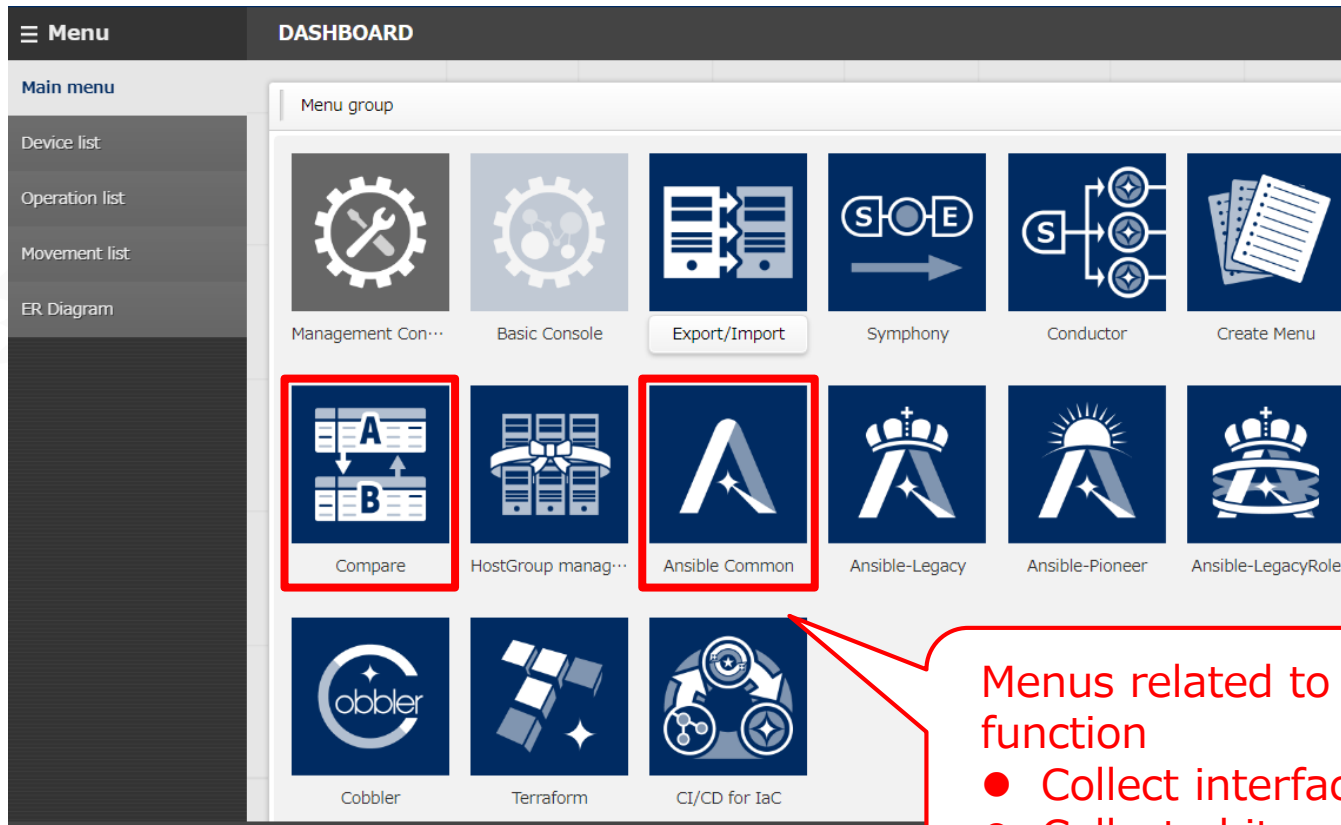 ☰ Menu
DASHBOARD
Main menu
Device list
Operation list
Movement list
ER Diagram
Menu group
S E
S
Management Con···
Basic Console
Export/Import
Symphony
Conductor
Create Menu
A
B
Compare
HostGroup manag···
Ansible Common
Ansible-Legacy
Ansible-Pioneer
Ansible-LegacyRole
Cobbler
Cobbler
Terraform
CI/CD for IaC
Menus related to
function
● Collect interfac